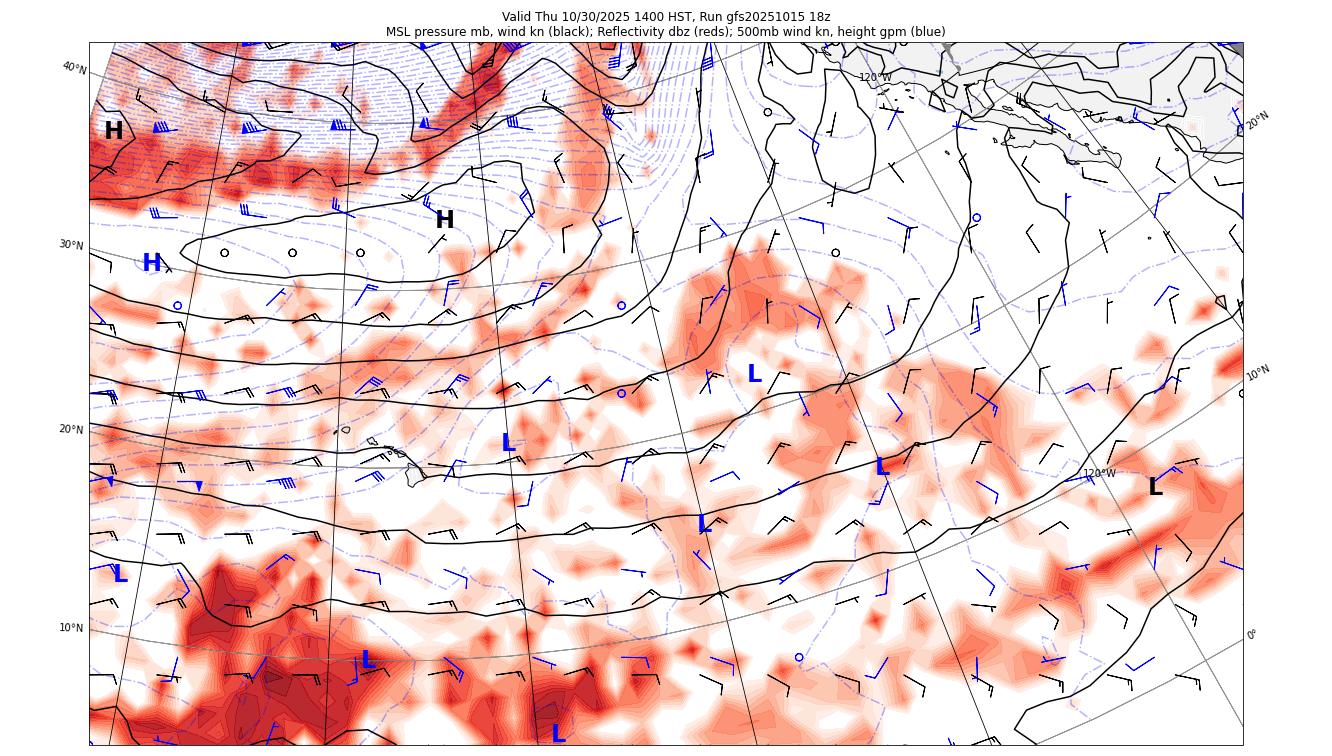 Valid Thu 10/30/2025 1400 HST, Run gfs20251015 18z
MSL pressure mb, wind kn (black); Reflectivity dbz (reds); 500mb wind kn, height gpm (blue)
40°N
120°W
20°N
H
H
30°N
H
10°N
L
20°N
L
L
120°W
L
L
L
10°N
0°
L
L